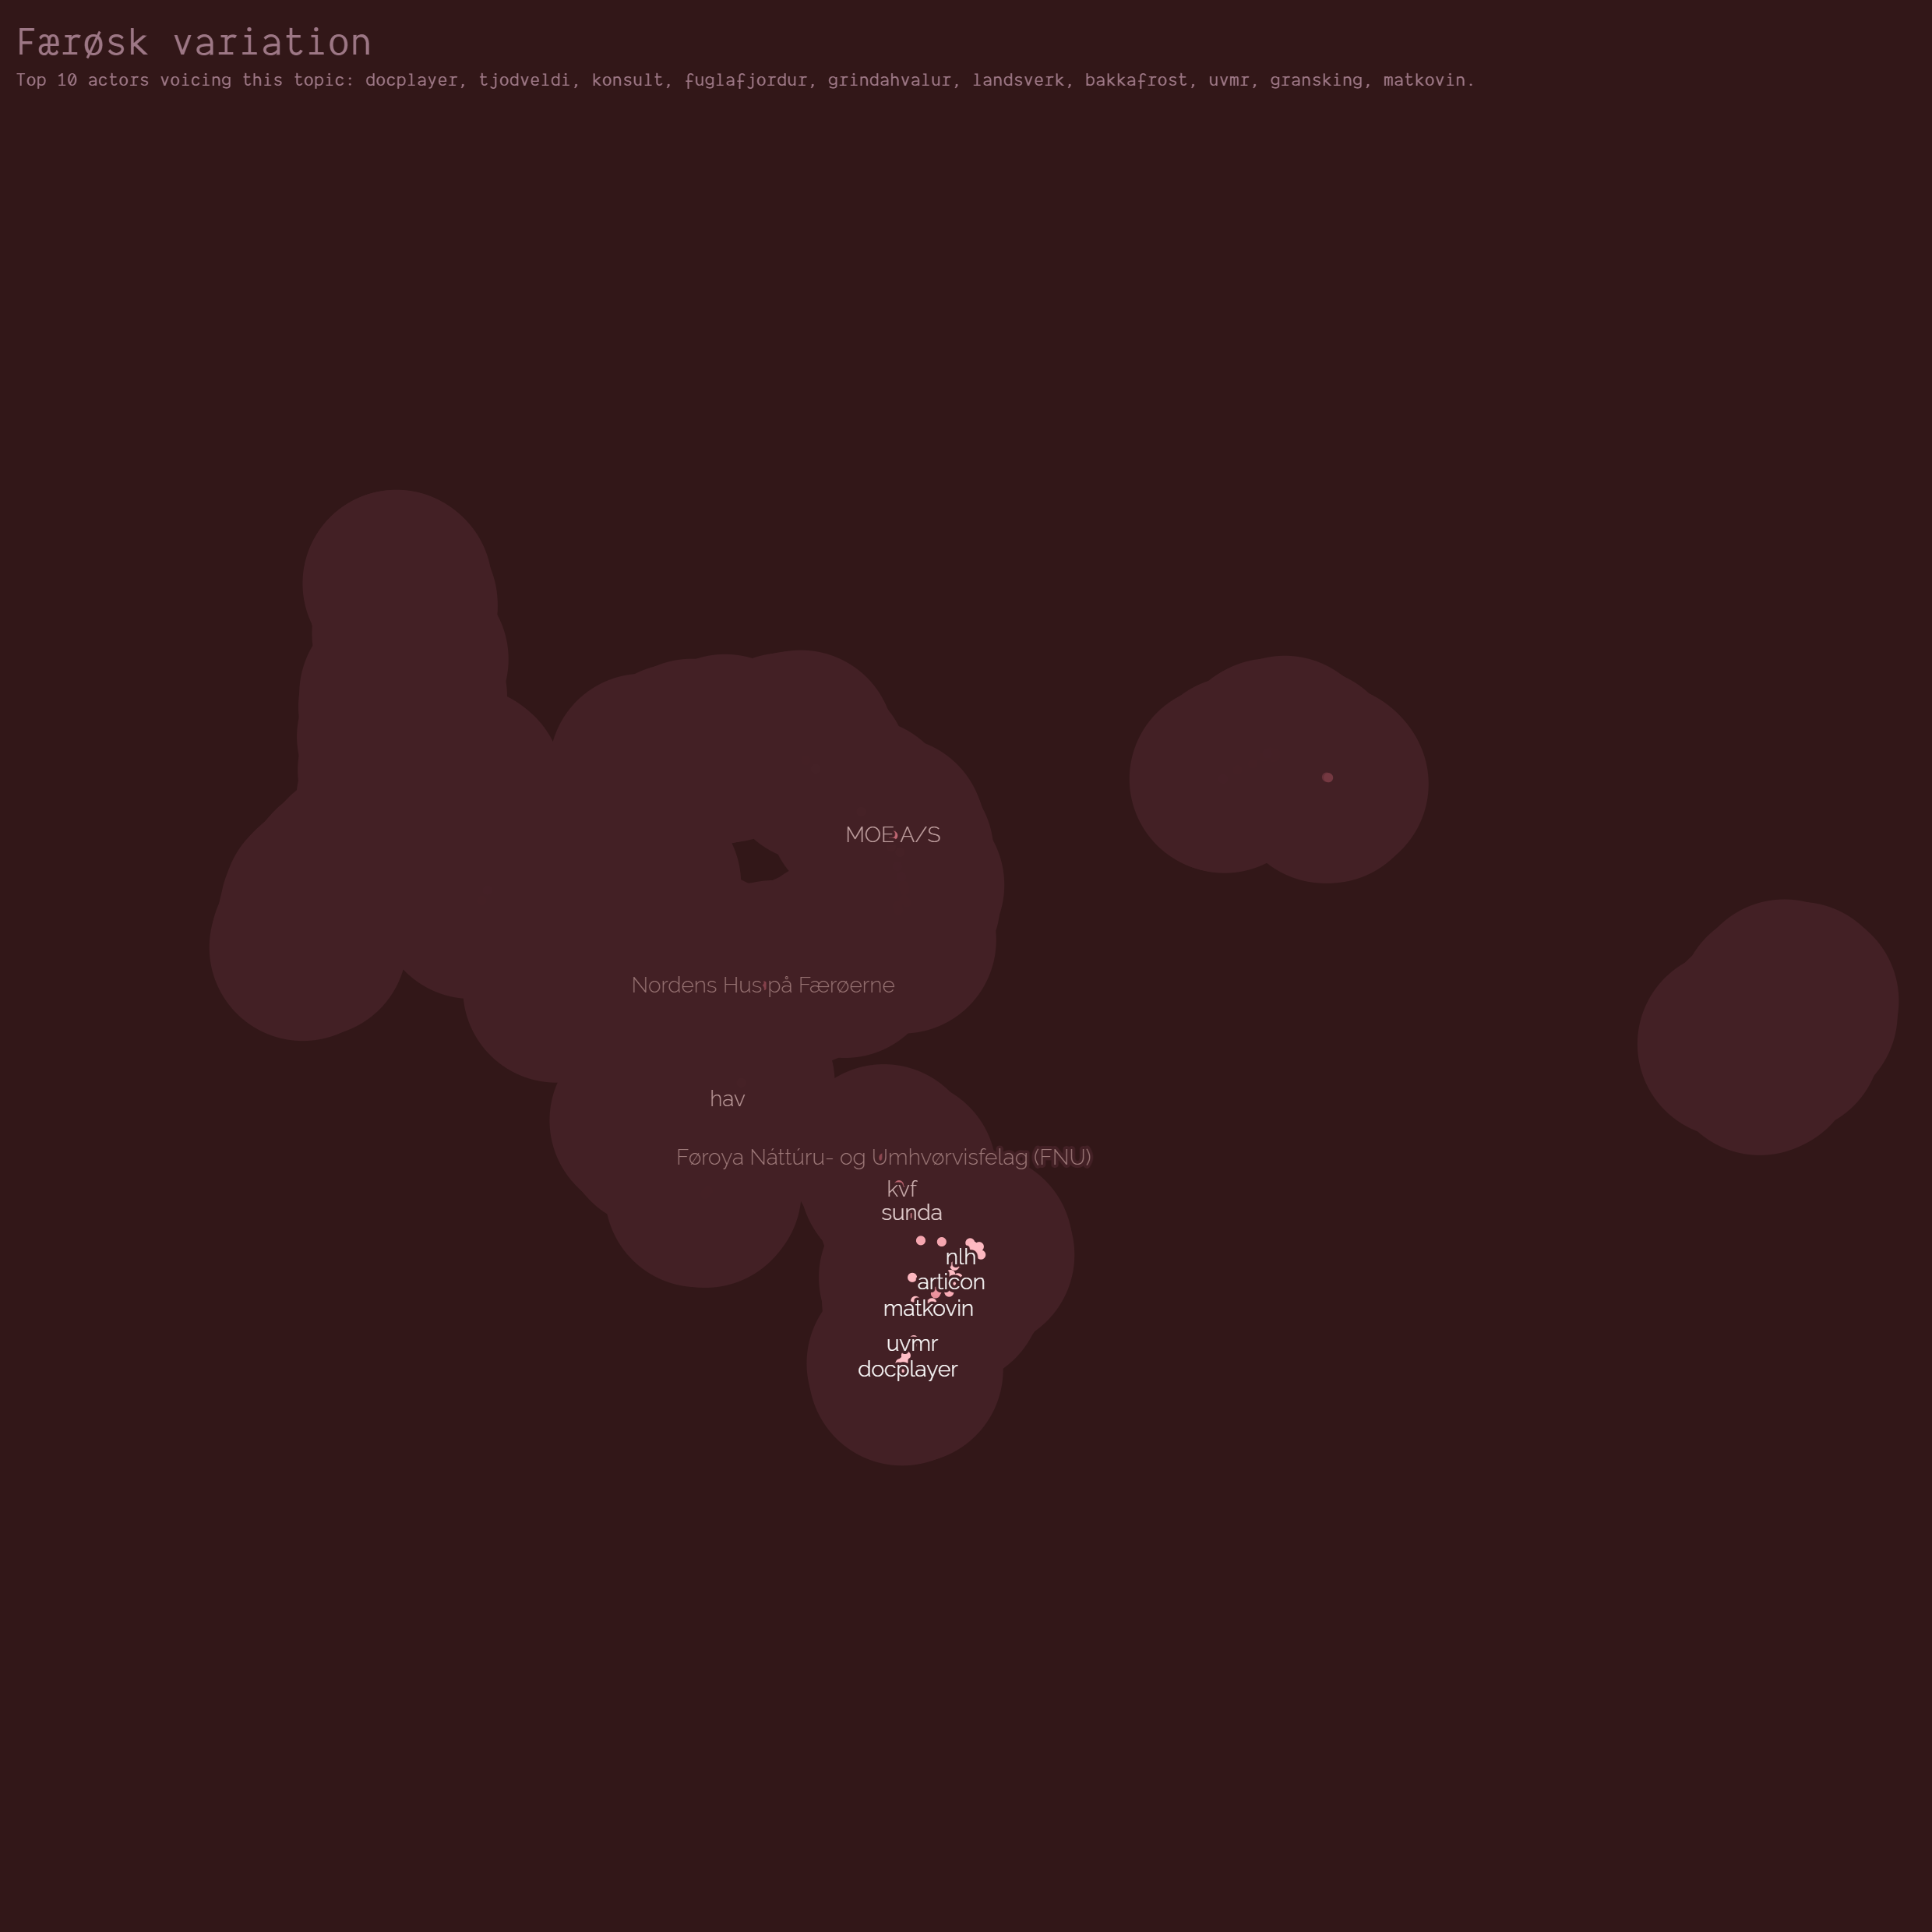 Færøsk variation
Top 10 actors voicing this topic: docplayer, tjodveldi, konsult, fuglafjordur, grindahvalur, landsverk, bakkafrost, uvmr, gransking, matkovin.
MOE A/S
Nordens Hus på Færøerne
hav
Føroya Náttúru- og Umhvørvisfelag (FNU)
kvf
sunda
nlh
articon
matkovin
uvmr
docplayer